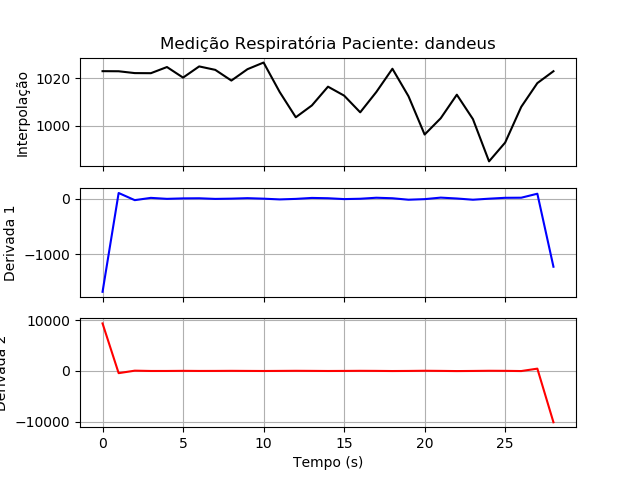 Medição Respiratória Paciente: dandeus
Interpolação
1020
1000
Derivada 1
0
−1000
Derivada 2
10000
0
−10000
0 5 10 15 20 25
Tempo (s)